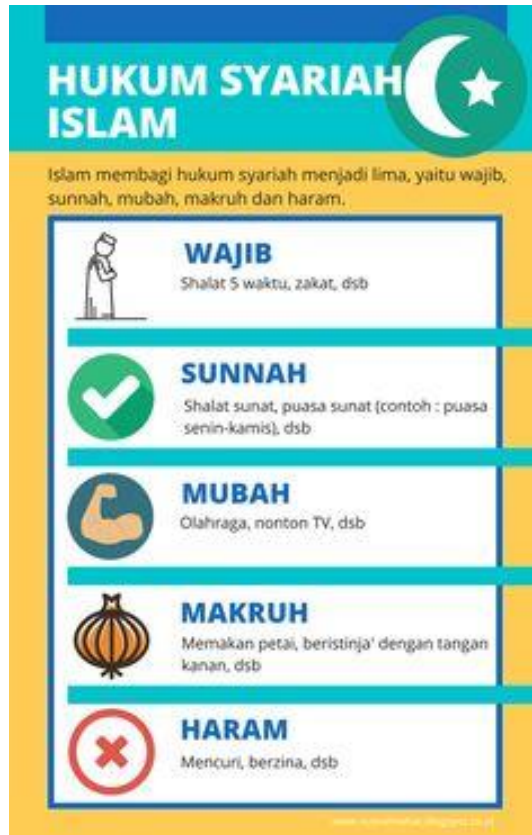 HUKUM SYARIAH
ISLAM
Islam membagi hukum syariah menjadi lima, yaitu wajib,
sunnah, mubah, makruh dan haram.
WAJIB
Shalat 5 waktu, zakat, dsb
SUNNAH
Shalat sunat, puasa sunat (contoh : puasa
senin-kamis), dsb
MUBAH
Olahraga, nonton TV, dsb
MAKRUH
Memakan petai, beristinja' dengan tangan
kanan, dsb
HARAM
Mencuri, berzina, dsb